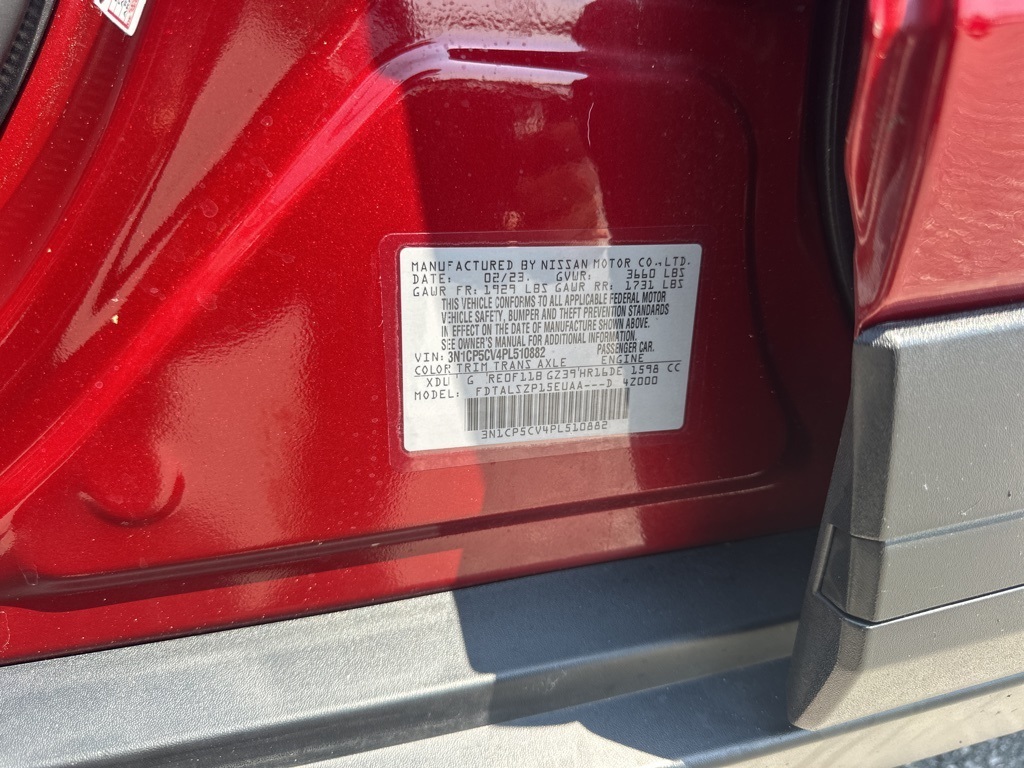 MANUFACTURED BY NISSAN MOTOR CO.,LTD.
DATE: 02/23. GVWR: 3660 LBS
GAWR FR: 1929 LBS GAWR RR: 1731 LBS
THIS VEHICLE CONFORMS TO ALL APPLICABLE FEDERAL MOTOR
VEHICLE SAFETY, BUMPER AND THEFT PREVENTION STANDARDS
IN EFFECT ON THE DATE OF MANUFACTURE SHOWN ABOVE.
SEE OWNER'S MANUAL FOR ADDITIONAL INFORMATION.
VIN: 3N1CP5CV4PL510882 PASSENGER CAR.
COLOR TRIM TRANS AXLE ENGINE
XDU G RE0F11B GZ39 HR16DE 1598 CC
MODEL: FDTALSZP15EUAA---D 4Z000
3N1CP5CV4PL510882